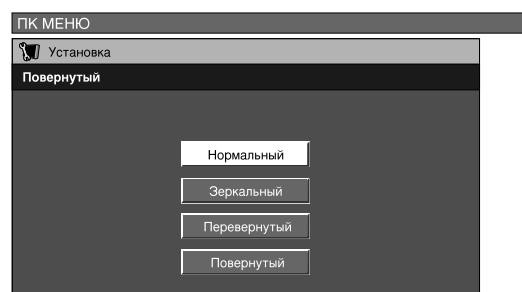 ПК МЕНЮ
Установка
Повернутый
Нормальный
Зеркальный
Перевернутый
Повернутый